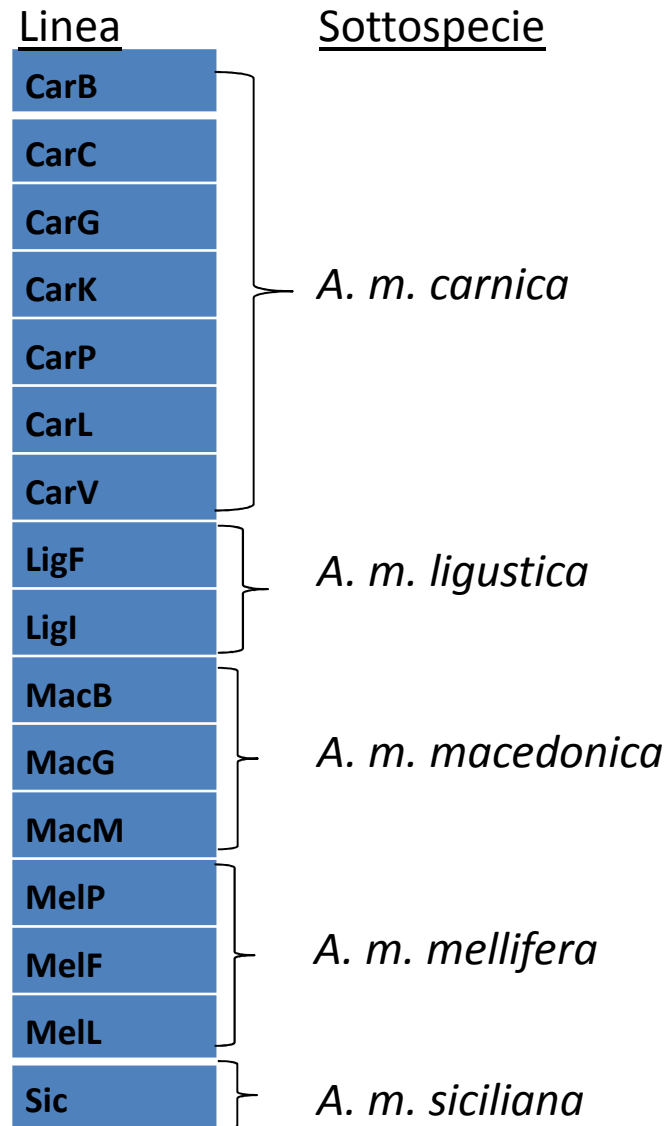 Linea Sottospecie
CarB
CarC
CarG
CarK A. m. carnica
CarP
CarL
CarV
LigF A. m. ligustica
LigI
MacB
MacG A. m. macedonica
MacM
MelP
MelF A. m. mellifera
MelL
Sic A. m. siciliana